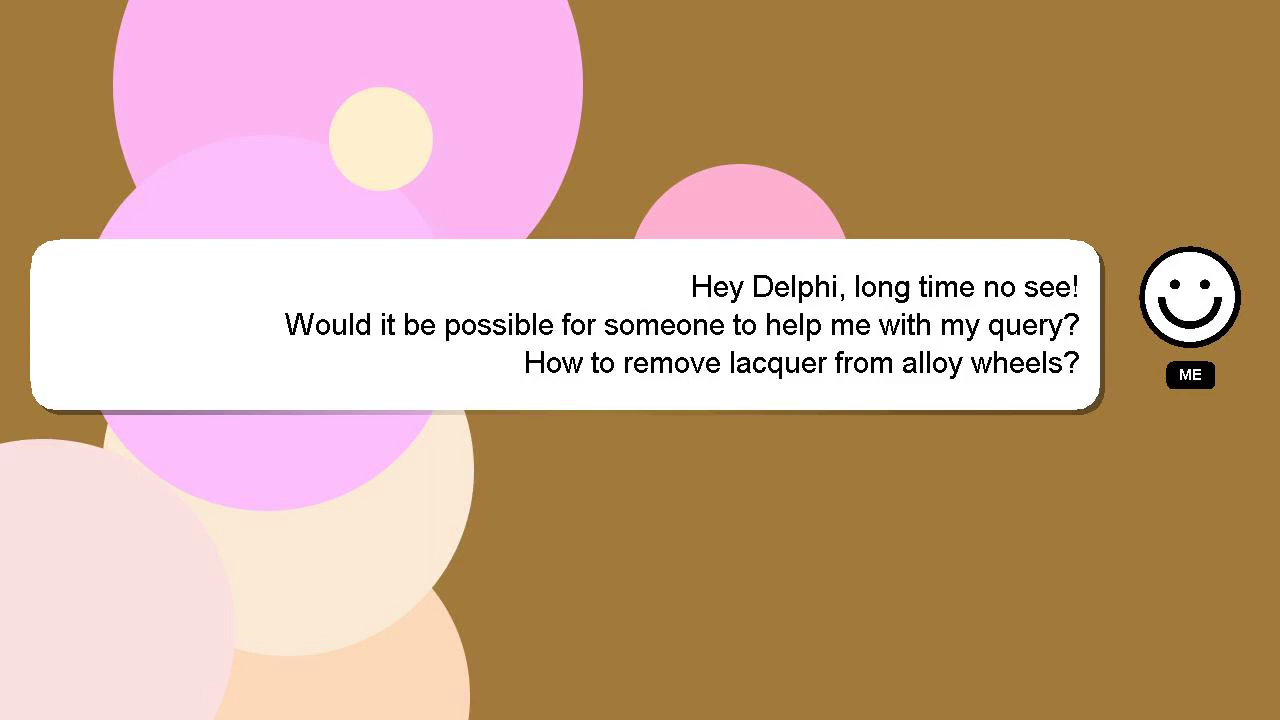 Hey Delphi, long time no see!
Would it be possible for someone to help me with my query?
How to remove lacquer from alloy wheels?
ME